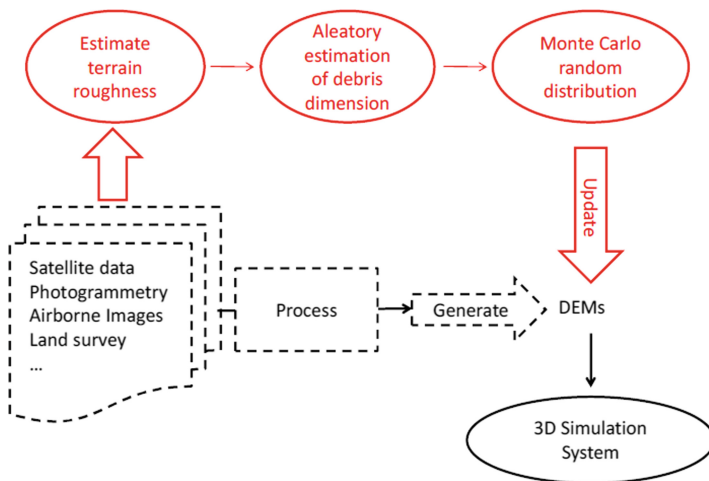 Estimate
terrain
roughness
Aleatory
estimation
of debris
dimension
Monte Carlo
random
distribution
Update
Satellite data
Photogrammetry
Airborne Images
Land survey
...
Process
Generate
DEMs
3D Simulation
System